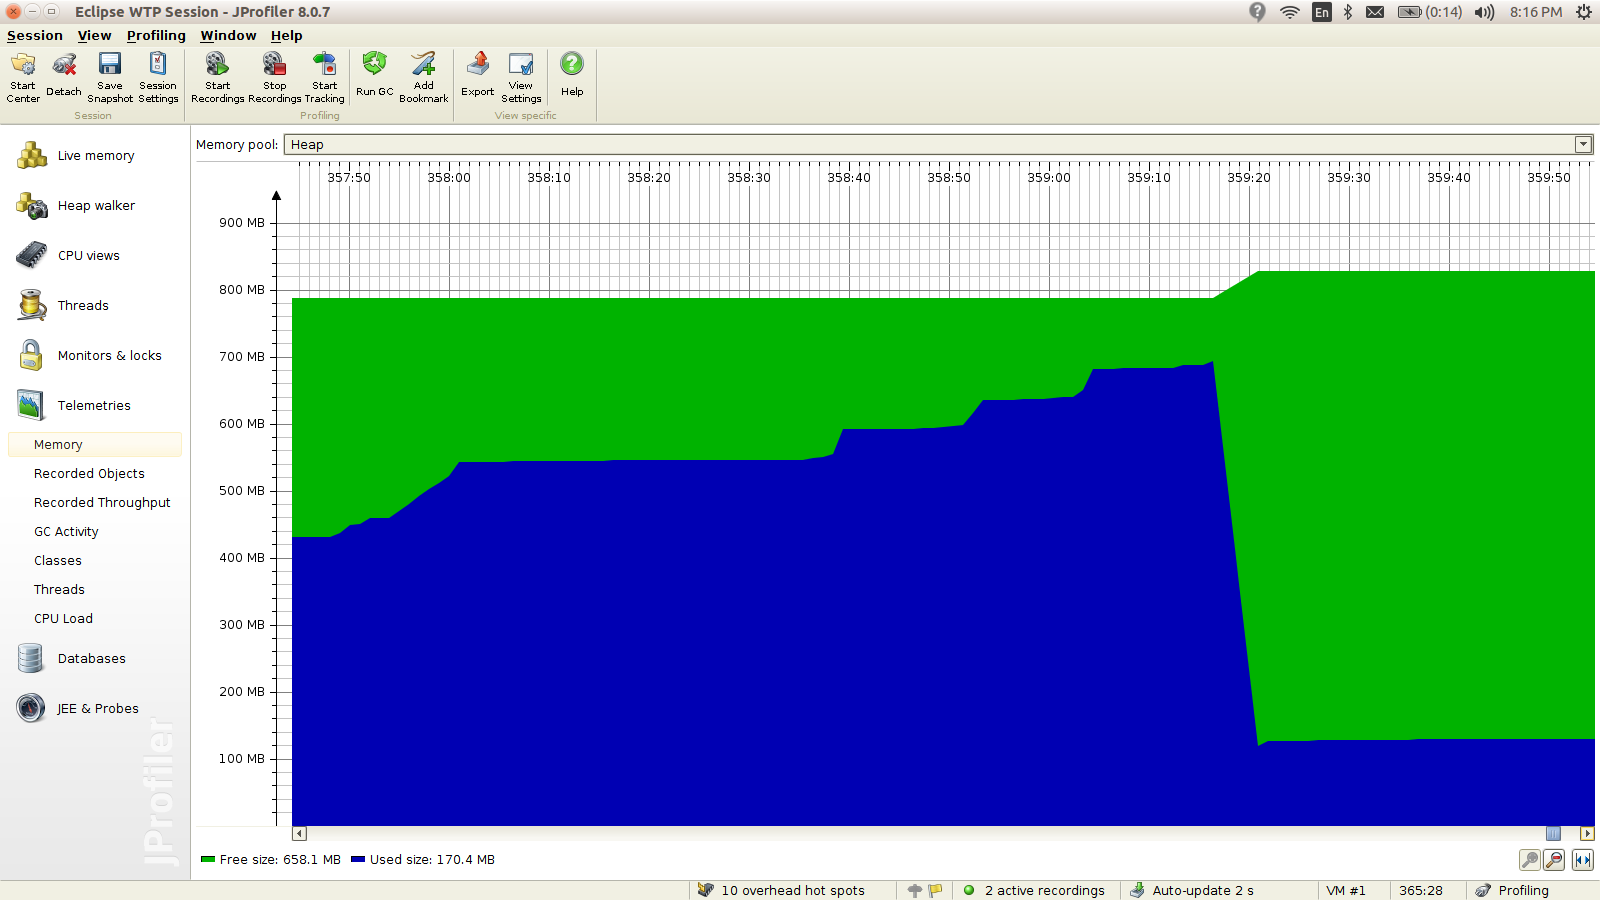 Eclipse WTP Session - JProfiler 8.0.7
En (0:14) 8:16 PM
Session View Profiling Window Help
Start Center
Detach
Save Snapshot
Session Settings
Start Recordings
Stop Recordings
Start Tracking
Run GC
Add Bookmark
Export
View Settings
Help
Session
Profiling
View specific
Live memory
Heap walker
CPU views
Threads
Monitors & locks
Telemetries
Memory
Recorded Objects
Recorded Throughput
GC Activity
Classes
Threads
CPU Load
Databases
JEE & Probes
JProfiler
Memory pool: Heap
357:50 358:00 358:10 358:20 358:30 358:40 358:50 359:00 359:10 359:20 359:30 359:40 359:50
900 MB
800 MB
700 MB
600 MB
500 MB
400 MB
300 MB
200 MB
100 MB
Free size: 658.1 MB Used size: 170.4 MB
10 overhead hot spots 2 active recordings Auto-update 2 s VM #1 365:28 Profiling